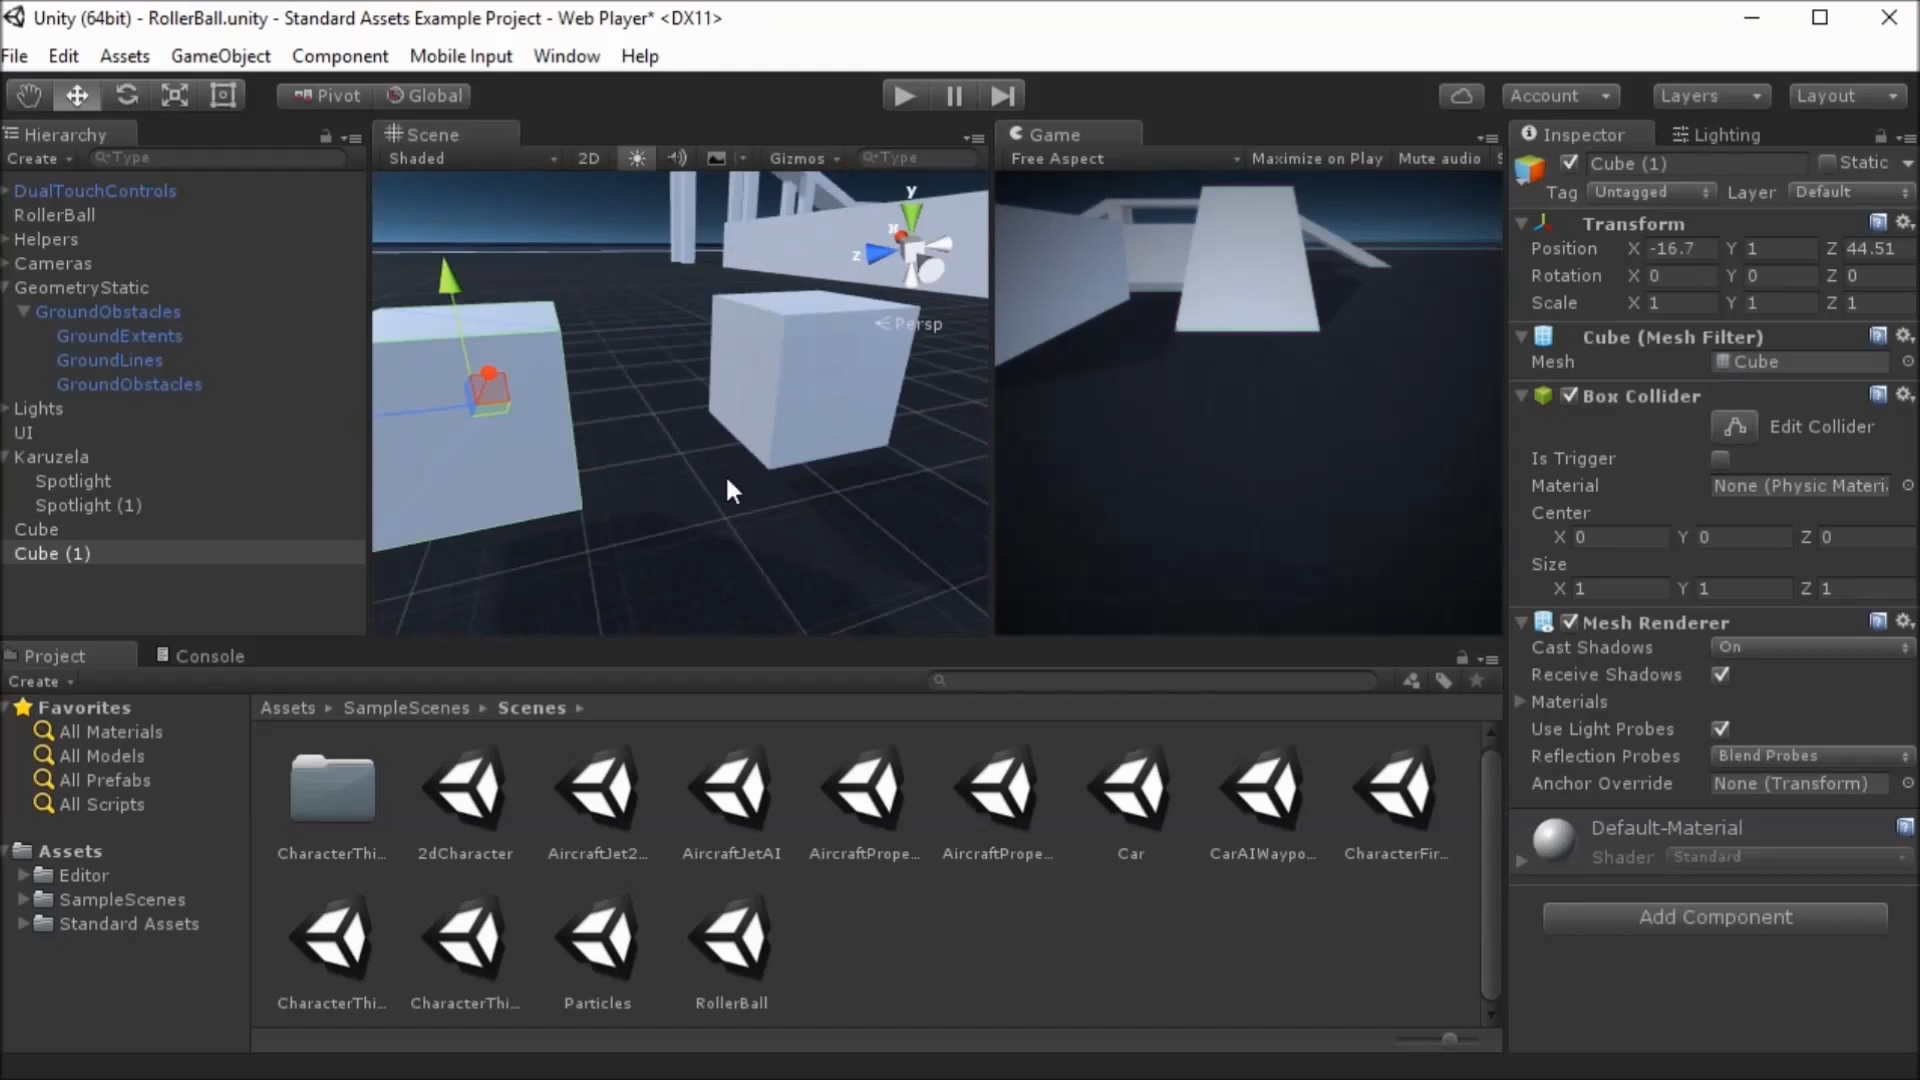 Unity (64bit) - RollerBall.unity - Standard Assets Example Project - Web Player* <DX11>
File Edit Assets GameObject Component Mobile Input Window Help
Pivot Global Account Layers Layout
Hierarchy
Create Type
DualTouchControls
RollerBall
Helpers
Cameras
GeometryStatic
GroundObstacles
GroundExtents
GroundLines
GroundObstacles
Lights
UI
Karuzela
Spotlight
Spotlight (1)
Cube
Cube (1)
Scene
Shaded 2D Gizmos Type
y
x
z
Persp
Game
Free Aspect Maximize on Play Mute audio S
Inspector Lighting
Cube (1) Static
Tag Untagged Layer Default
Transform
Position X -16.7 Y 1 Z 44.51
Rotation X 0 Y 0 Z 0
Scale X 1 Y 1 Z 1
Cube (Mesh Filter)
Mesh Cube
Box Collider
Edit Collider
Is Trigger
Material None (Physic Materi
Center
X 0 Y 0 Z 0
Size
X 1 Y 1 Z 1
Mesh Renderer
Cast Shadows On
Receive Shadows
Materials
Use Light Probes
Reflection Probes Blend Probes
Anchor Override None (Transform)
Default-Material
Shader Standard
Add Component
Project Console
Create
Favorites
All Materials
All Models
All Prefabs
All Scripts
Assets
Editor
SampleScenes
Standard Assets
Assets SampleScenes Scenes
CharacterThi... 2dCharacter AircraftJet2... AircraftJetAI AircraftPrope... AircraftPrope... Car CarAIWaypo... CharacterFir...
CharacterThi... CharacterThi... Particles RollerBall